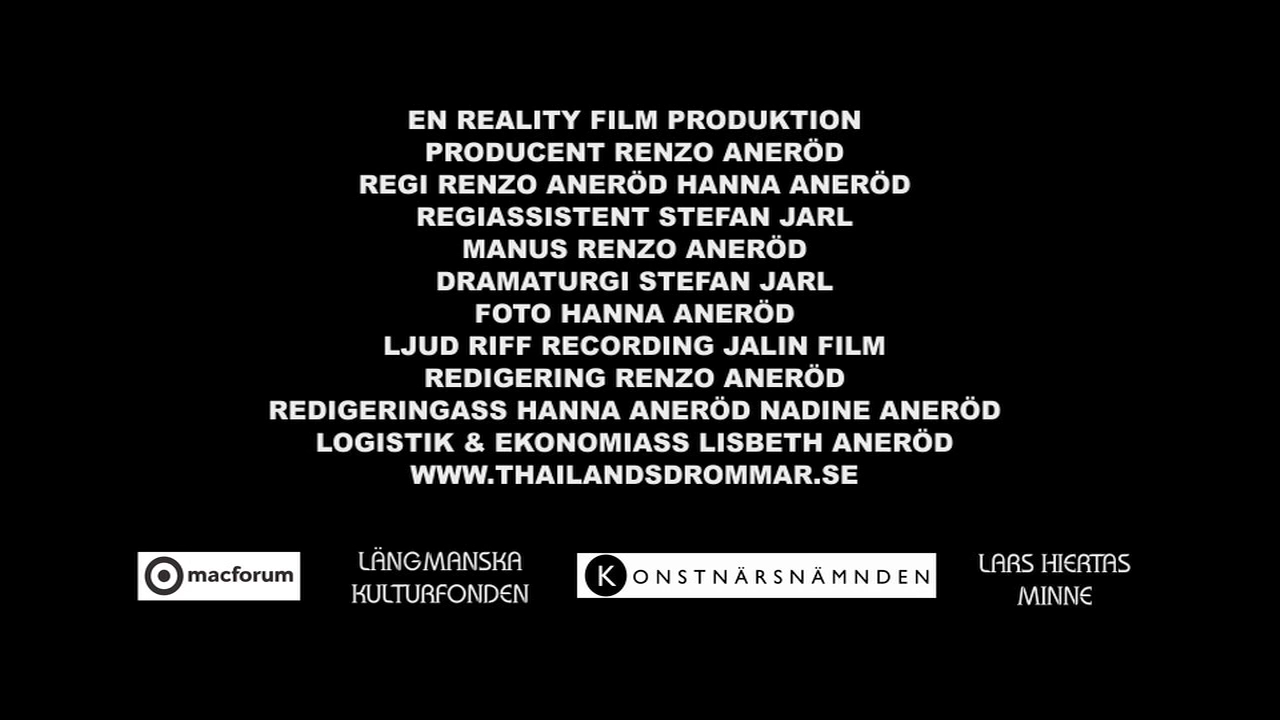 EN REALITY FILM PRODUKTION
PRODUCENT RENZO ANERÖD
REGI RENZO ANERÖD HANNA ANERÖD
REGIASSISTENT STEFAN JARL
MANUS RENZO ANERÖD
DRAMATURGI STEFAN JARL
FOTO HANNA ANERÖD
LJUD RIFF RECORDING JALIN FILM
REDIGERING RENZO ANERÖD
REDIGERINGASS HANNA ANERÖD NADINE ANERÖD
LOGISTIK & EKONOMIASS LISBETH ANERÖD
WWW.THAILANDSDROMMAR.SE
macforum
LÄNGMANSKA
KULTURFONDEN
KONSTNÄRSNÄMNDEN
LARS HIERTAS
MINNE